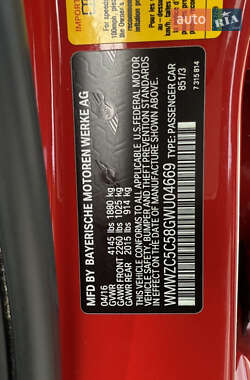 AUTO RIA
IMPORT
MFD BY BAYERISCHE MOTOREN WERKE AG
04/16
GVWR 4145 lbs 1880 kg
GAWR FRONT 2260 lbs 1025 kg
GAWR REAR 2015 lbs 914 kg
THIS VEHICLE CONFORMS TO ALL APPLICABLE U.S.FEDERAL MOTOR
VEHICLE SAFETY, BUMPER AND THEFT PREVENTION STANDARDS
IN EFFECT ON THE DATE OF MANUFACTURE SHOWN ABOVE.
WMWZC5C58GWU04669 TYPE: PASSENGER CAR
851/3
7 315 814